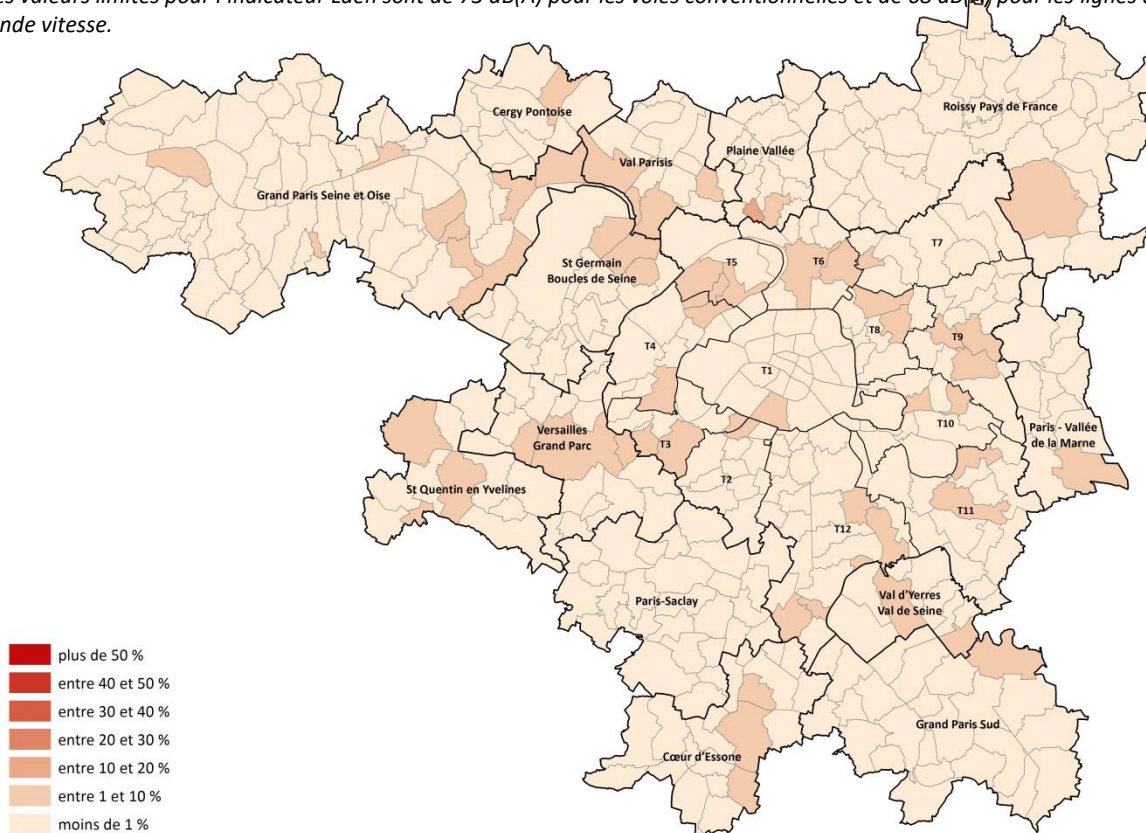 es valeurs limites pour l'indicateur Lden sont de 73 dB(A) pour les voies conventionnelles et de 68 dB(A) pour les lignes
nde vitesse.
Cergy Pontoise
Roissy Pays de France
Val Parisis
Plaine Vallée
Grand Paris Seine et Oise
T7
T5
T6
St Germain
Boucles de Seine
T8
T9
T4
T1
Versailles
Grand Parc
T3
T10
Paris - Vallée
de la Marne
St Quentin en Yvelines
T2
T11
T12
Paris-Saclay
Val d'Yerres
Val de Seine
Grand Paris Sud
Cœur d'Essone
plus de 50 %
entre 40 et 50 %
entre 30 et 40 %
entre 20 et 30 %
entre 10 et 20 %
entre 1 et 10 %
moins de 1 %